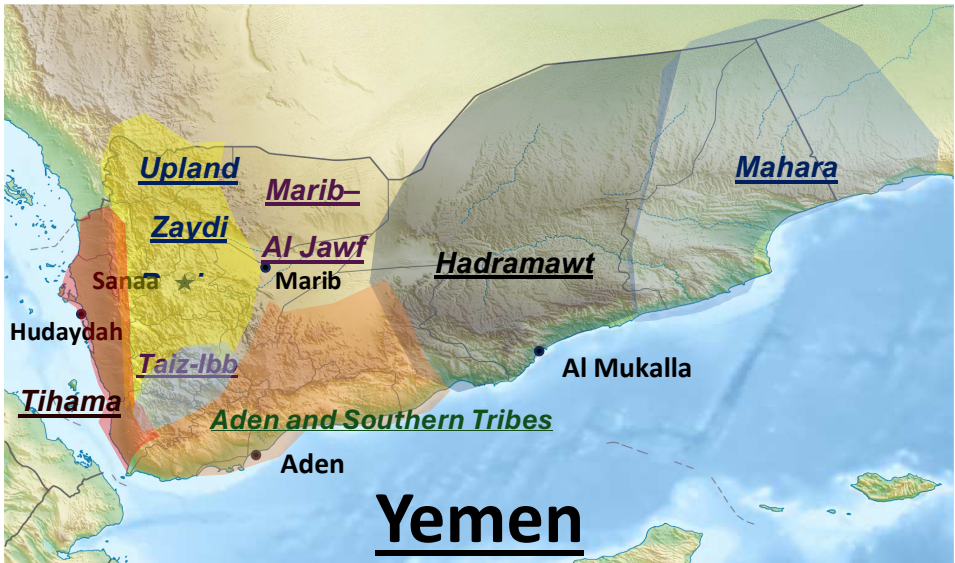 Upland
Zaydi
Marib–
Al Jawf
Mahara
Hadramawt
Sanaa
Marib
Hudaydah
Taiz-Ibb
Al Mukalla
Tihama
Aden and Southern Tribes
Aden
Yemen